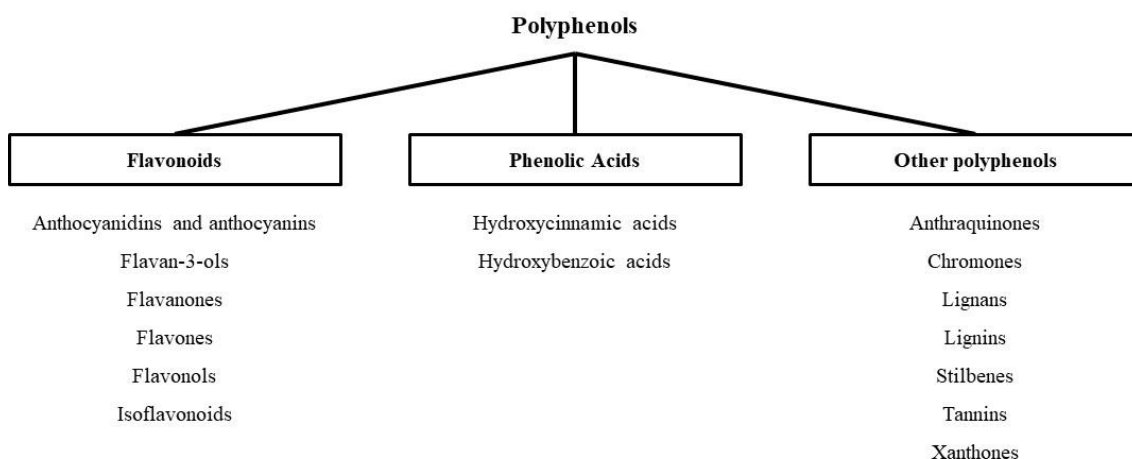 Polyphenols
Flavonoids
Anthocyanidins and anthocyanins
Flavan-3-ols
Flavanones
Flavones
Flavonols
Isoflavonoids
Phenolic Acids
Hydroxycinnamic acids
Hydroxybenzoic acids
Other polyphenols
Anthraquinones
Chromones
Lignans
Lignins
Stilbenes
Tannins
Xanthones